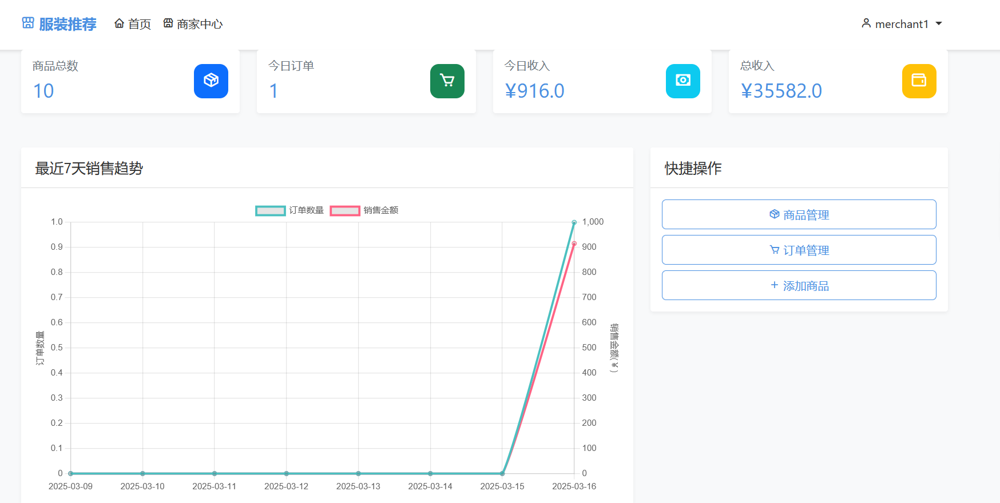 服装推荐 首页 商家中心 merchant1
商品总数
10
今日订单
1
今日收入
¥916.0
总收入
¥35582.0
最近7天销售趋势
订单数量 销售金额
1.0
0.9
0.8
0.7
0.6
0.5
0.4
0.3
0.2
0.1
0
订单数量
1,000
900
800
700
600
500
400
300
200
100
0
销售金额(¥)
2025-03-09 2025-03-10 2025-03-11 2025-03-12 2025-03-13 2025-03-14 2025-03-15 2025-03-16
快捷操作
商品管理
订单管理
+ 添加商品